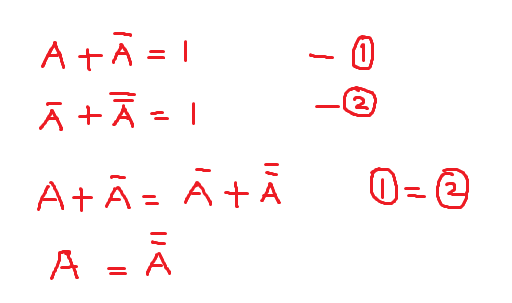 A + A̅ = 1 - ①
A̅ + A̿ = 1 - ②
A + A̅ = A̅ + A̿ ① = ②
A = A̿